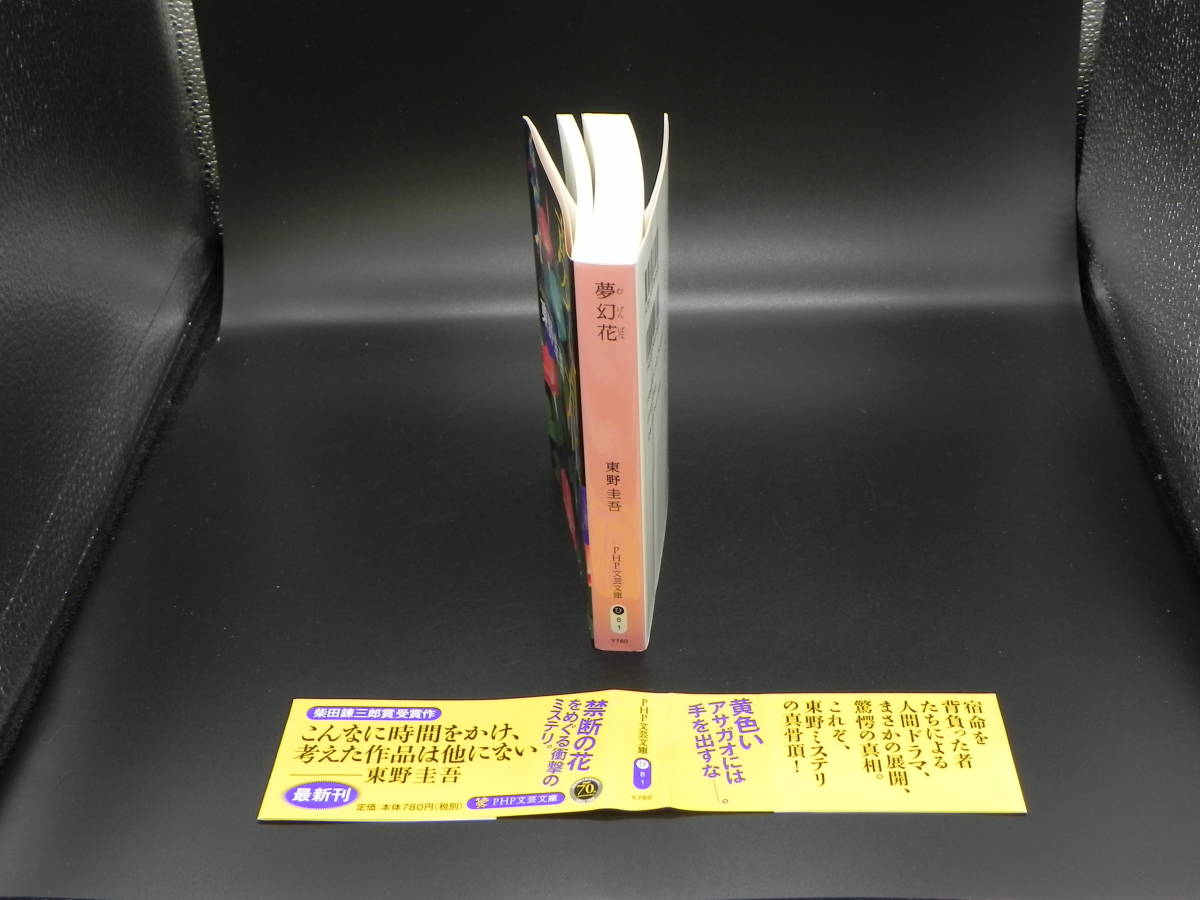 夢幻花
むげんばな
東野圭吾
PHP文芸文庫
ひ
8
1
¥780
柴田錬三郎賞受賞作
こんなに時間をかけ、
考えた作品は他にない
――東野圭吾
最新刊
定価:本体780円(税別)
禁断の花
をめぐる衝撃の
ミステリ。
70th
PHP文芸文庫
PHP文芸文庫
ひ
8
1
¥780
黄色い
アサガオには
手を出すな――。
宿命を
背負った者
たちによる
人間ドラマ、
まさかの展開、
驚愕の真相。
これぞ、
東野ミステリ
の真骨頂!